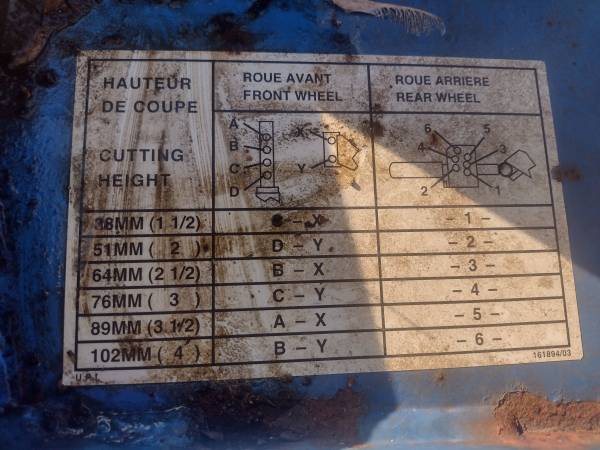 HAUTEUR DE COUPE
CUTTING HEIGHT
ROUE AVANT
FRONT WHEEL
ROUE ARRIERE
REAR WHEEL
A
B
C
D
X
Y
6
5
4
3
2
1
38MM (1 1/2) – X – 1 –
51MM ( 2 ) D – Y – 2 –
64MM (2 1/2) B – X – 3 –
76MM ( 3 ) C – Y – 4 –
89MM (3 1/2) A – X – 5 –
102MM ( 4 ) B – Y – 6 –
161894/03